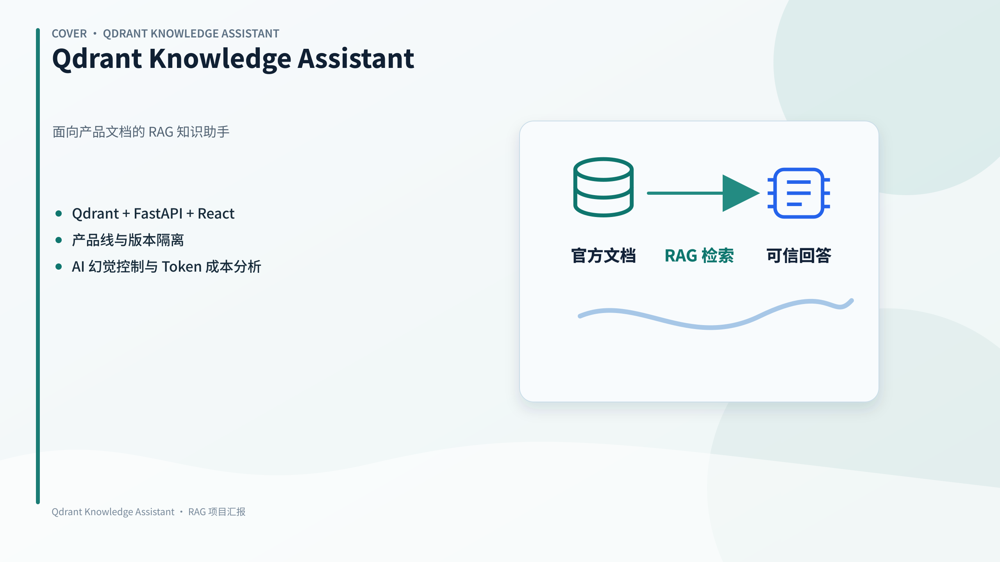 COVER • QDRANT KNOWLEDGE ASSISTANT
Qdrant Knowledge Assistant
面向产品文档的 RAG 知识助手
Qdrant + FastAPI + React
产品线与版本隔离
AI 幻觉控制与 Token 成本分析
官方文档 RAG 检索 可信回答
Qdrant Knowledge Assistant • RAG 项目汇报